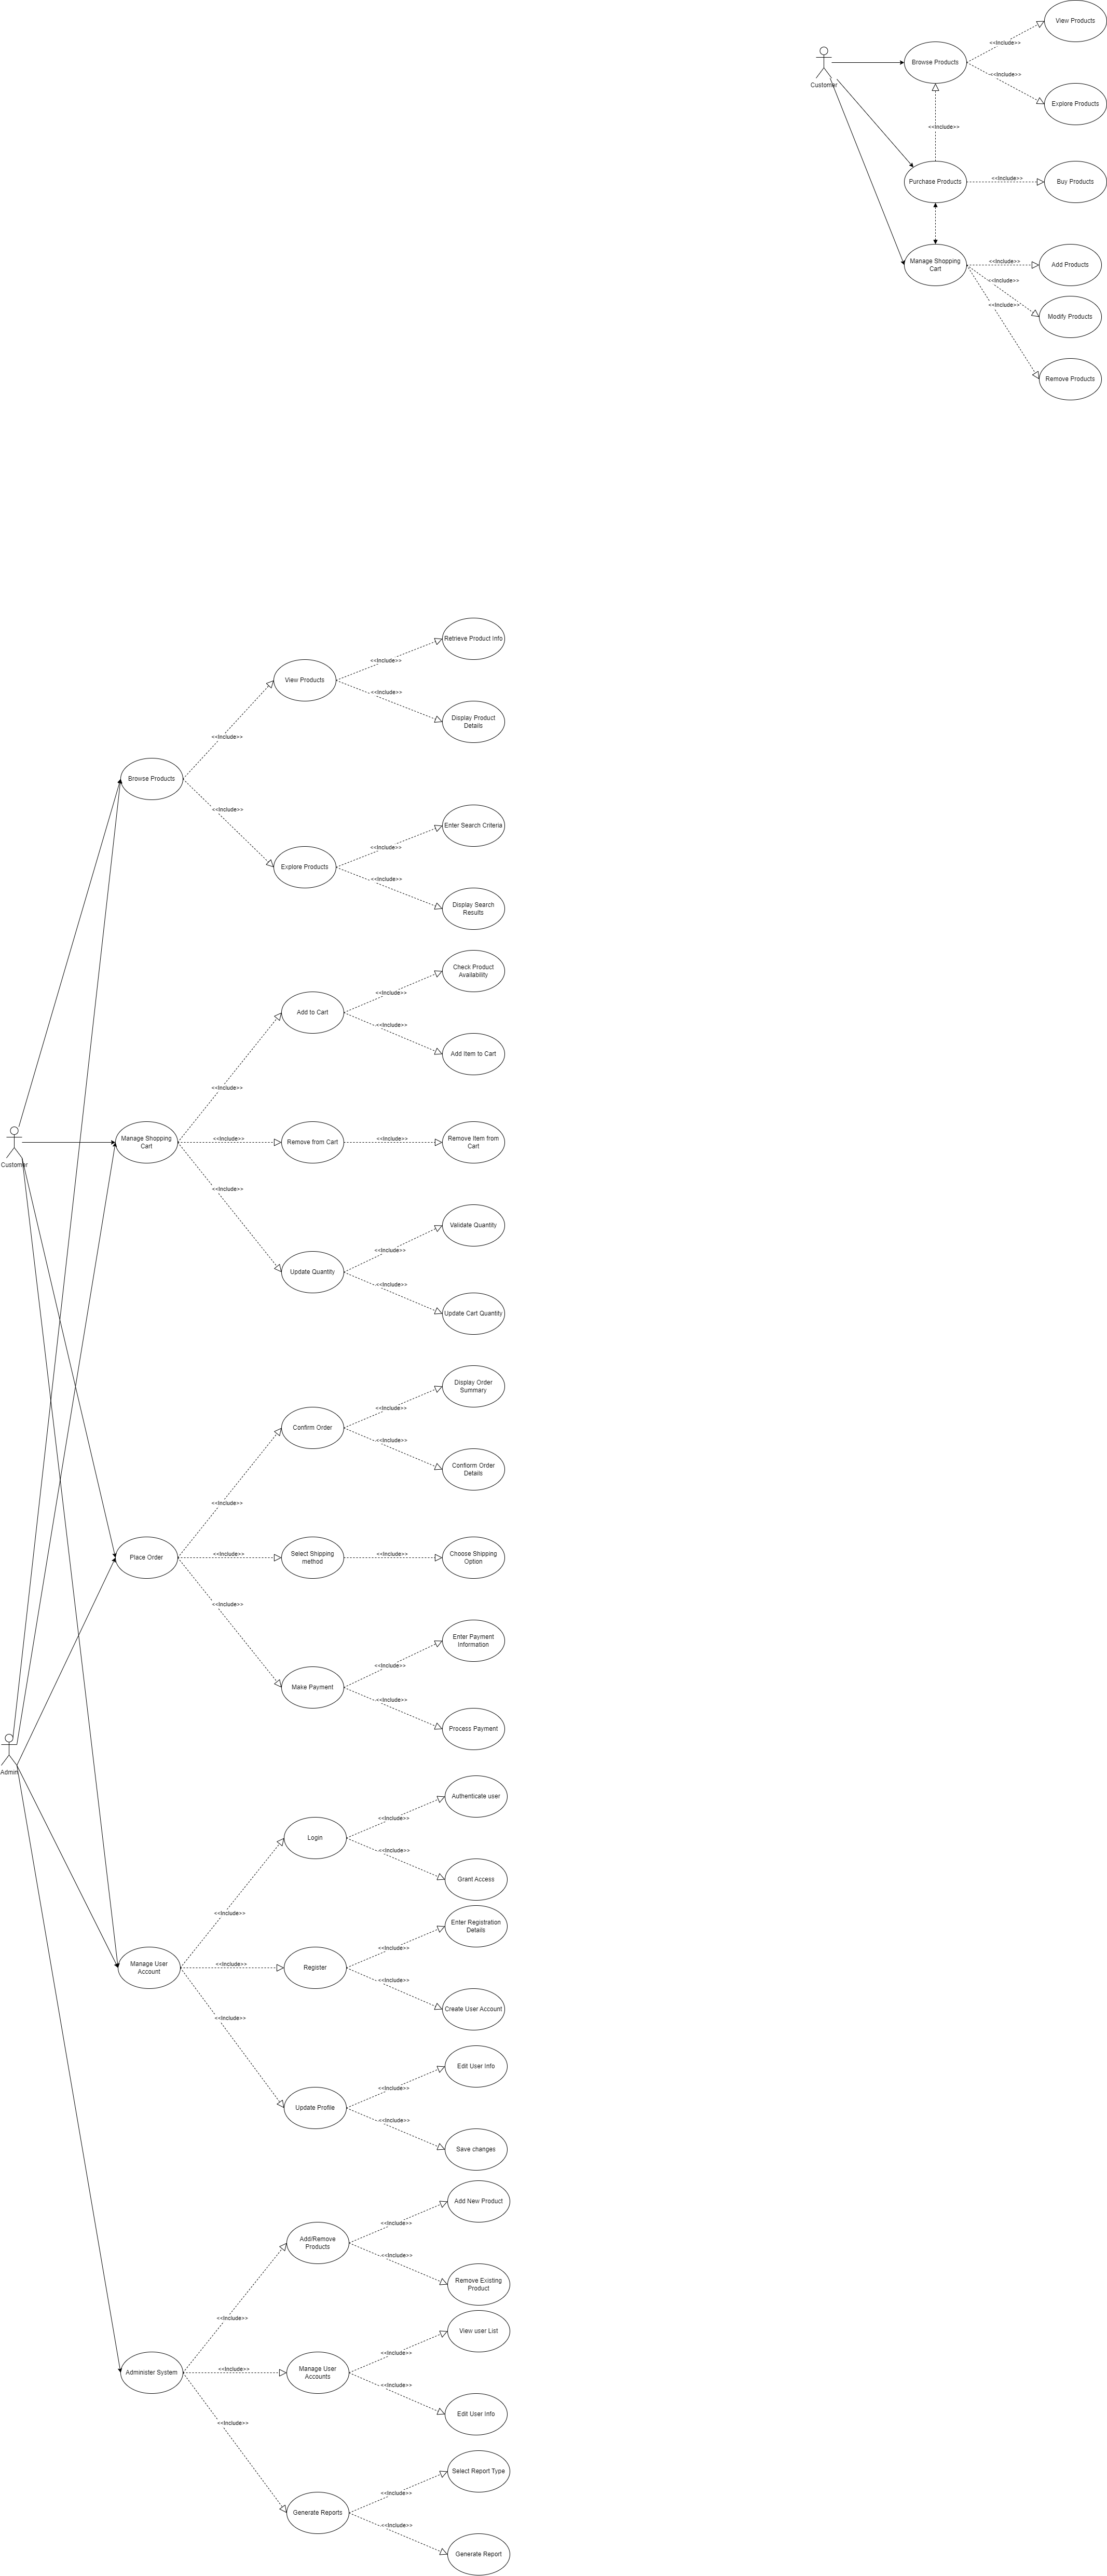 View Products
<<Include>>
Browse Products
<<Include>>
Customer
Explore Products
<<Include>>
Purchase Products
<<Include>>
Buy Products
Manage Shopping
Cart
<<Include>>
Add Products
<<Include>>
Modify Products
<<Include>>
Remove Products
Retrieve Product Info
<<Include>>
View Products
<<Include>>
Display Product
Details
<<Include>>
Browse Products
<<Include>>
Enter Search Criteria
<<Include>>
Explore Products
<<Include>>
Display Search
Results
Check Product
Availability
<<Include>>
Add to Cart
<<Include>>
Add Item to Cart
<<Include>>
Customer
Manage Shopping
Cart
<<Include>>
Remove from Cart
<<Include>>
Remove Item from
Cart
<<Include>>
Validate Quantity
<<Include>>
Update Quantity
<<Include>>
Update Cart Quantity
Display Order
Summary
<<Include>>
Confirm Order
<<Include>>
Confiorm Order
Details
<<Include>>
Place Order
<<Include>>
Select Shipping
method
<<Include>>
Choose Shipping
Option
<<Include>>
Enter Payment
Information
<<Include>>
Make Payment
<<Include>>
Process Payment
Admin
Authenticate user
<<Include>>
Login
<<Include>>
Grant Access
<<Include>>
Enter Registration
Details
<<Include>>
Manage User
Account
<<Include>>
Register
<<Include>>
Create User Account
<<Include>>
Edit User Info
<<Include>>
Update Profile
<<Include>>
Save changes
Add New Product
<<Include>>
Add/Remove
Products
<<Include>>
Remove Existing
Product
<<Include>>
View user List
<<Include>>
Administer System
<<Include>>
Manage User
Accounts
<<Include>>
Edit User Info
<<Include>>
Select Report Type
<<Include>>
Generate Reports
<<Include>>
Generate Report